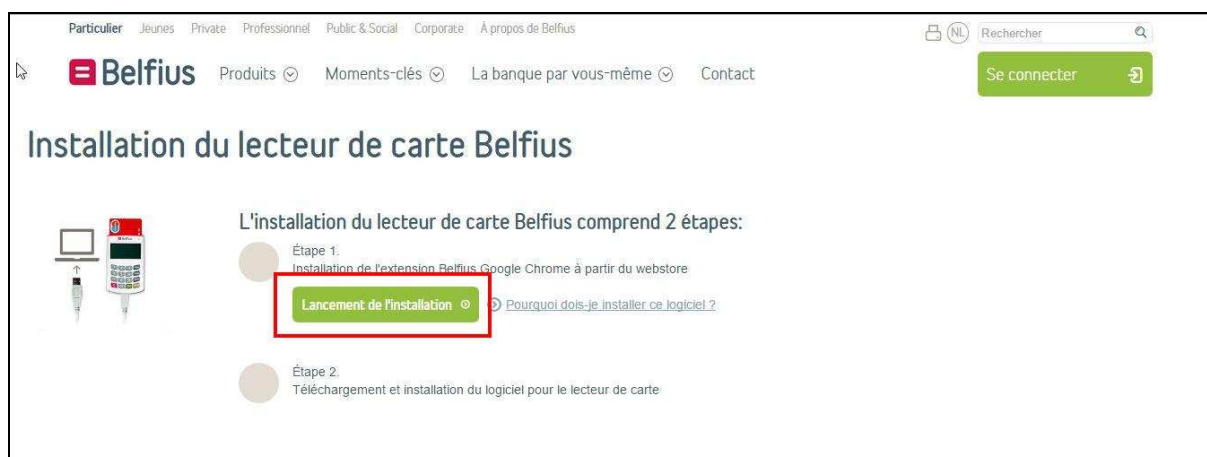 Particulier Jeunes Private Professionnel Public & Social Corporate À propos de Belfius
NL Rechercher
Belfius Produits Moments-clés La banque par vous-même Contact Se connecter
Installation du lecteur de carte Belfius
L'installation du lecteur de carte Belfius comprend 2 étapes:
Étape 1.
Installation de l'extension Belfius Google Chrome à partir du webstore
Lancement de l'installation Pourquoi dois-je installer ce logiciel ?
Étape 2.
Téléchargement et installation du logiciel pour le lecteur de carte